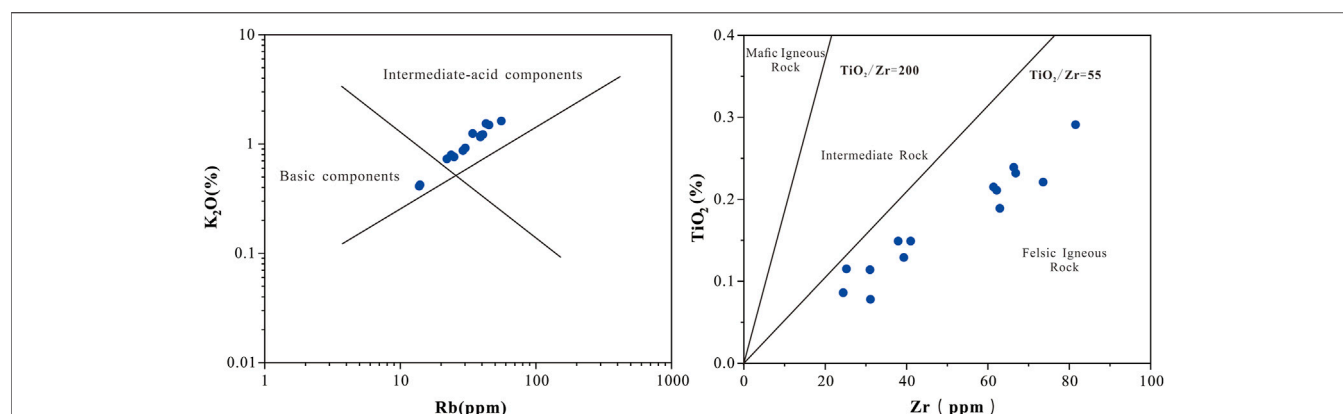 10
1
0.1
0.01
K₂O(%)
Intermediate-acid components
Basic components
1
10
100
1000
Rb(ppm)
0.4
0.3
0.2
0.1
0.0
TiO₂(%)
Mafic Igneous
Rock
TiO₂/Zr=200
TiO₂/Zr=55
Intermediate Rock
Felsic Igneous
Rock
0
20
40
60
80
100
Zr ( ppm )